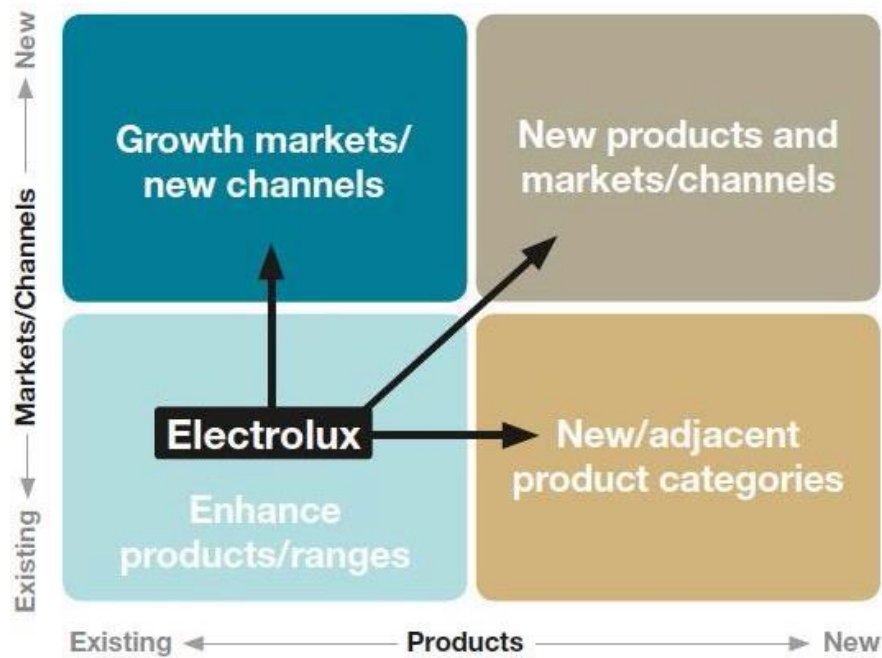 New
Markets/Channels
Existing
Growth markets/
new channels
New products and
markets/channels
Electrolux
Enhance
products/ranges
New/adjacent
product categories
Existing
Products
New